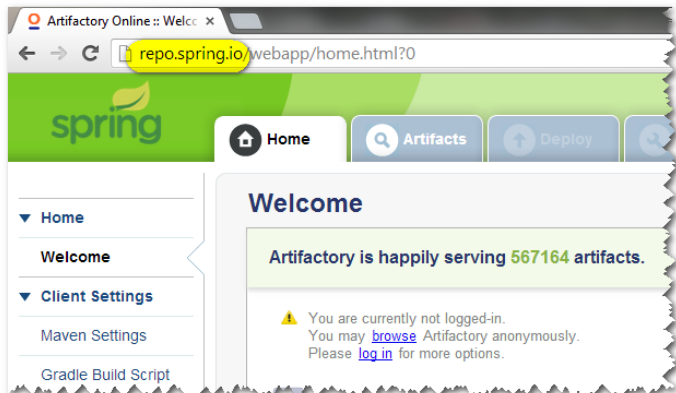 Artifactory Online :: Welcc
repo.spring.io/webapp/home.html?0
spring
Home
Artifacts
Deploy
Home
Welcome
Client Settings
Maven Settings
Gradle Build Script
Welcome
Artifactory is happily serving 567164 artifacts.
You are currently not logged-in.
You may browse Artifactory anonymously.
Please log in for more options.